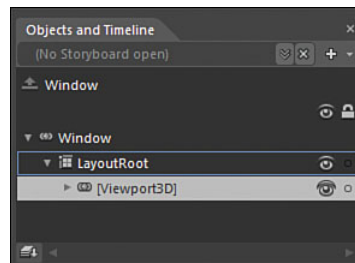 Objects and Timeline
(No Storyboard open)
Window
Window
LayoutRoot
[Viewport3D]